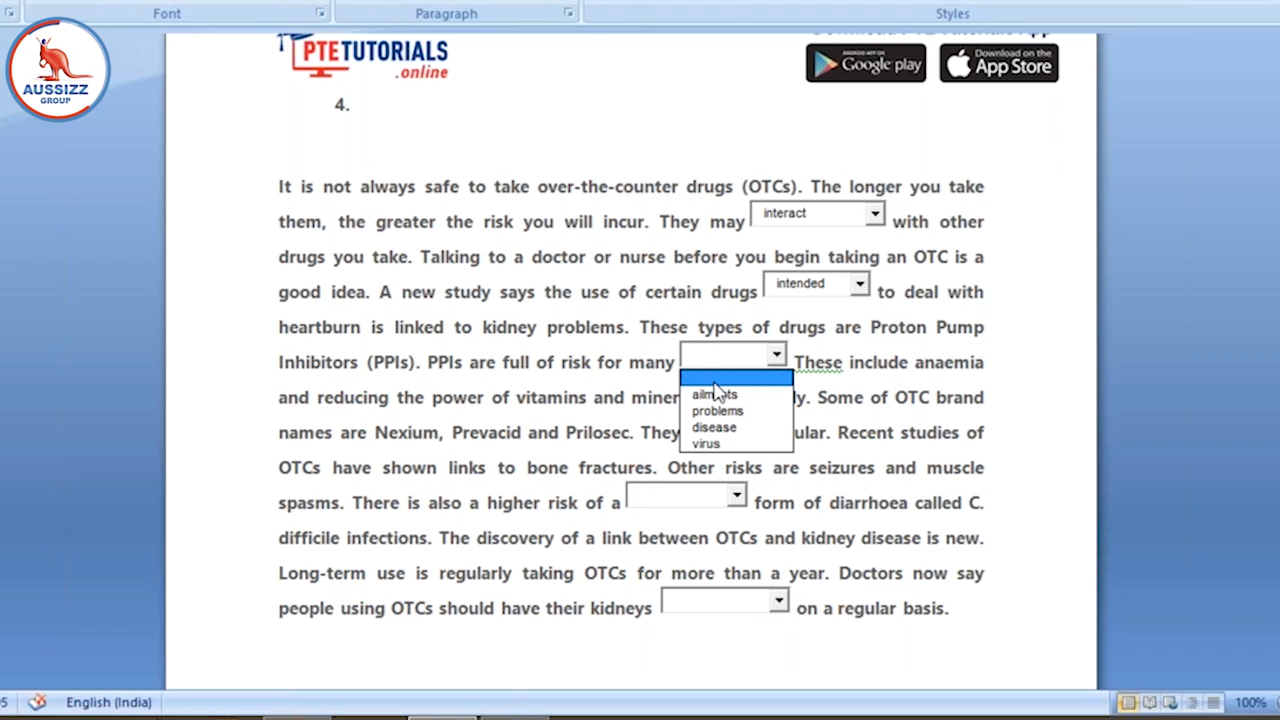 Font
Paragraph
Styles
AUSSIZZ
GROUP
PTETUTORIALS
.online
ANDROID APP ON
Google play
Download on the
App Store
4.
It is not always safe to take over-the-counter drugs (OTCs). The longer you take
them, the greater the risk you will incur. They may interact with other
drugs you take. Talking to a doctor or nurse before you begin taking an OTC is a
good idea. A new study says the use of certain drugs intended to deal with
heartburn is linked to kidney problems. These types of drugs are Proton Pump
Inhibitors (PPIs). PPIs are full of risk for many These include anaemia
ailments
problems
disease
virus
and reducing the power of vitamins and Some of OTC brand
names are Nexium, Prevacid and Prilosec. Recent studies of
OTCs have shown links to bone fractures. Other risks are seizures and muscle
spasms. There is also a higher risk of a form of diarrhoea called C.
difficile infections. The discovery of a link between OTCs and kidney disease is new.
Long-term use is regularly taking OTCs for more than a year. Doctors now say
people using OTCs should have their kidneys on a regular basis.
English (India)
100%